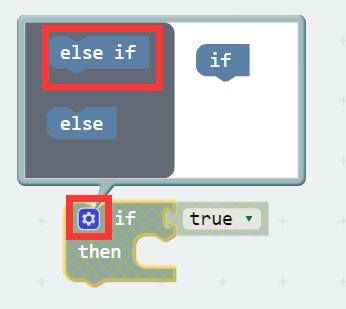 else if
if
else
if true
then